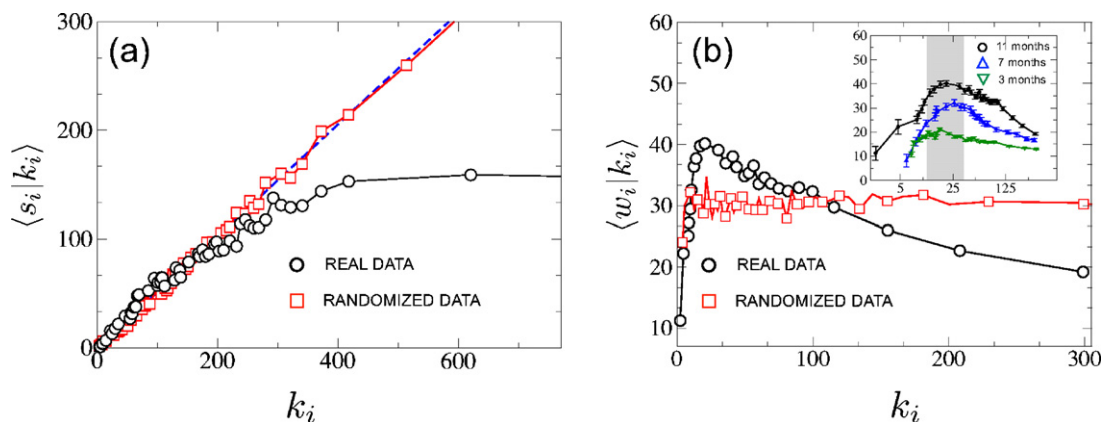 (a)
300
200
100
0
0
200
400
600
⟨s_i|k_i⟩
k_i
REAL DATA
RANDOMIZED DATA
(b)
60
50
40
30
20
10
0
100
200
300
⟨w_i|k_i⟩
k_i
REAL DATA
RANDOMIZED DATA
60
50
40
30
20
10
0
5
25
125
11 months
7 months
3 months